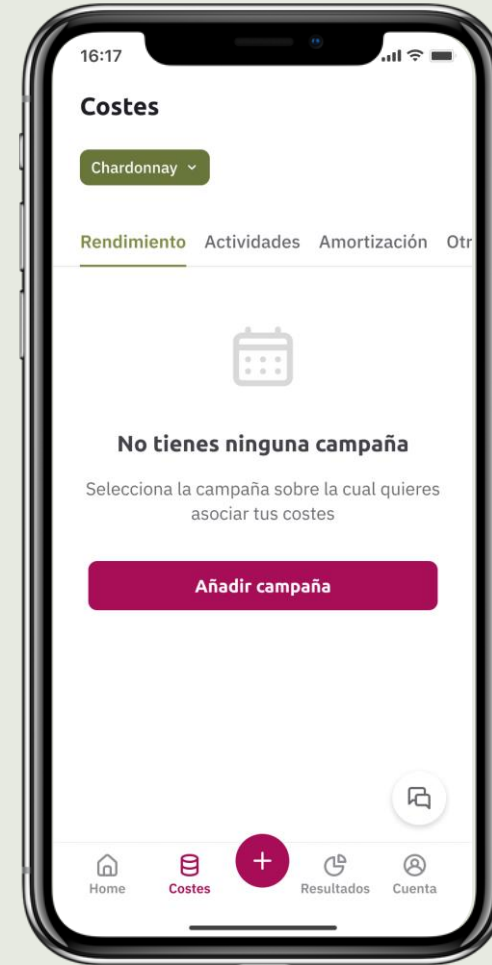 16:17
Costes
Chardonnay
Rendimiento Actividades Amortización Otr
No tienes ninguna campaña
Selecciona la campaña sobre la cual quieres
asociar tus costes
Añadir campaña
Home Costes Resultados Cuenta